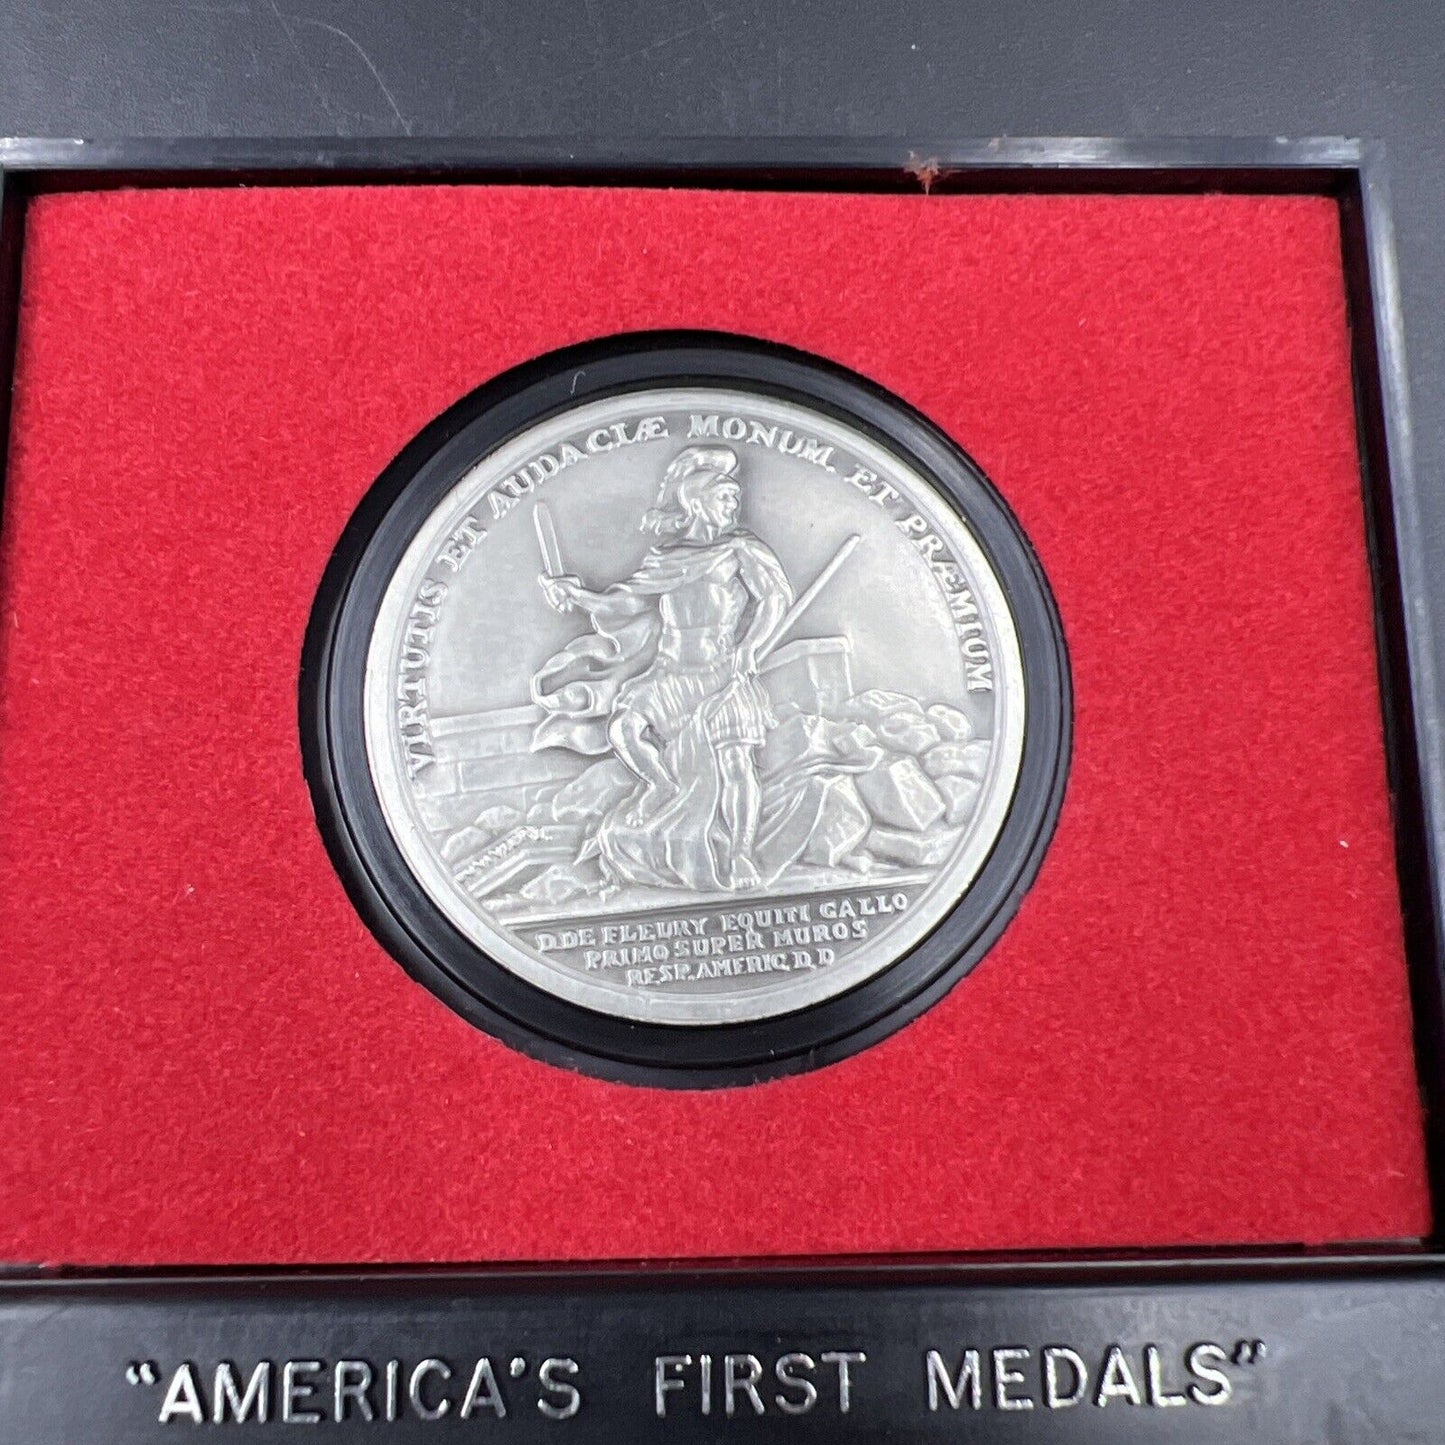 VIRTUTIS ET AUDACIÆ MONUM. ET PRÆMIUM
D.DE FLEURY EQUITI GALLO
PRIMO SUPER MUROS
RESP. AMERIC. D. D
"AMERICA'S FIRST MEDALS"